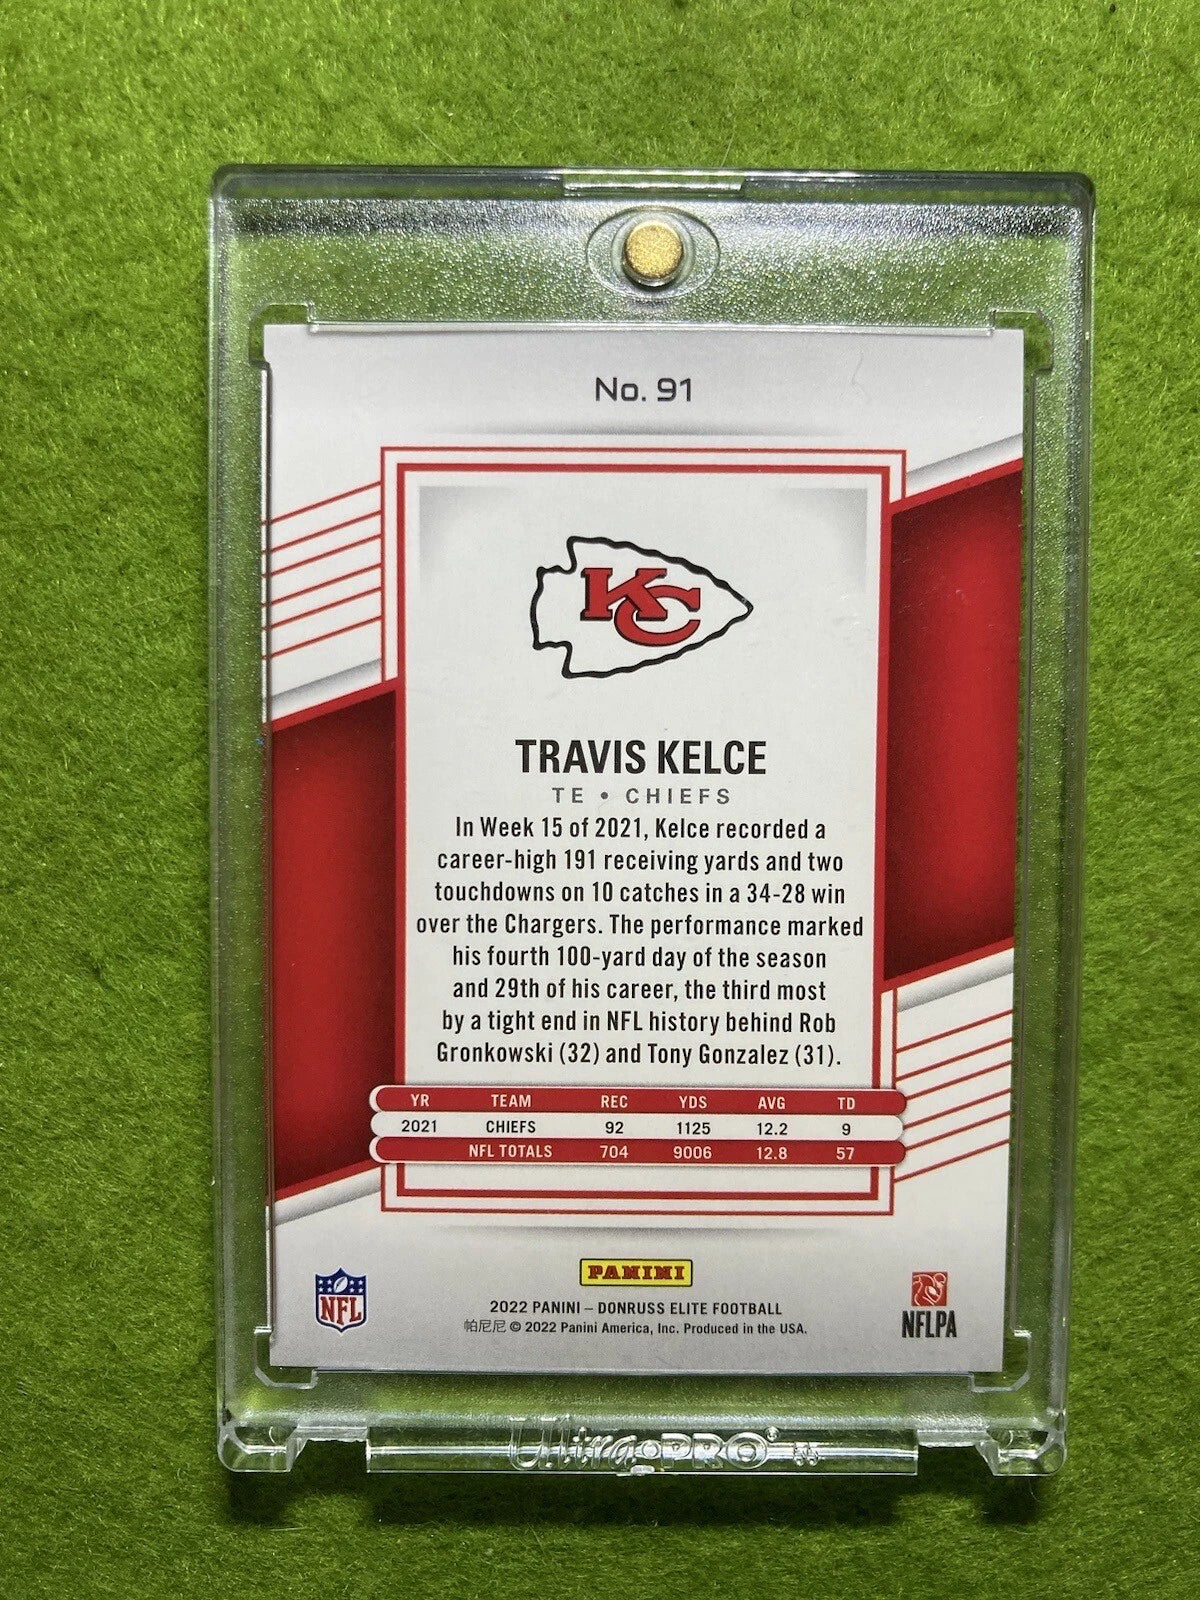 No. 91
KC
TRAVIS KELCE
TE • CHIEFS
In Week 15 of 2021, Kelce recorded a
career-high 191 receiving yards and two
touchdowns on 10 catches in a 34-28 win
over the Chargers. The performance marked
his fourth 100-yard day of the season
and 29th of his career, the third most
by a tight end in NFL history behind Rob
Gronkowski (32) and Tony Gonzalez (31).
YR TEAM REC YDS AVG TD
2021 CHIEFS 92 1125 12.2 9
NFL TOTALS 704 9006 12.8 57
PANINI
NFL
2022 PANINI – DONRUSS ELITE FOOTBALL
帕尼尼 © 2022 Panini America, Inc. Produced in the USA.
NFLPA
Ultra•PRO®